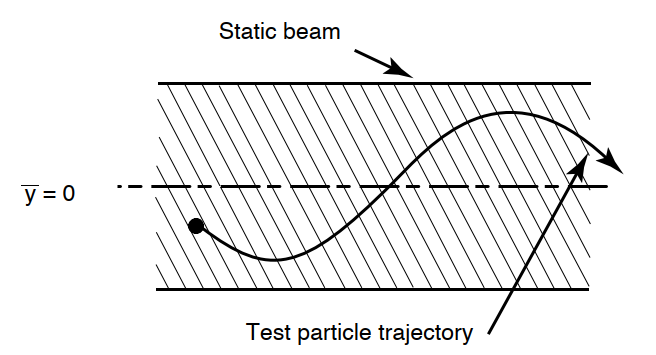 Static beam
y̅ = 0
Test particle trajectory